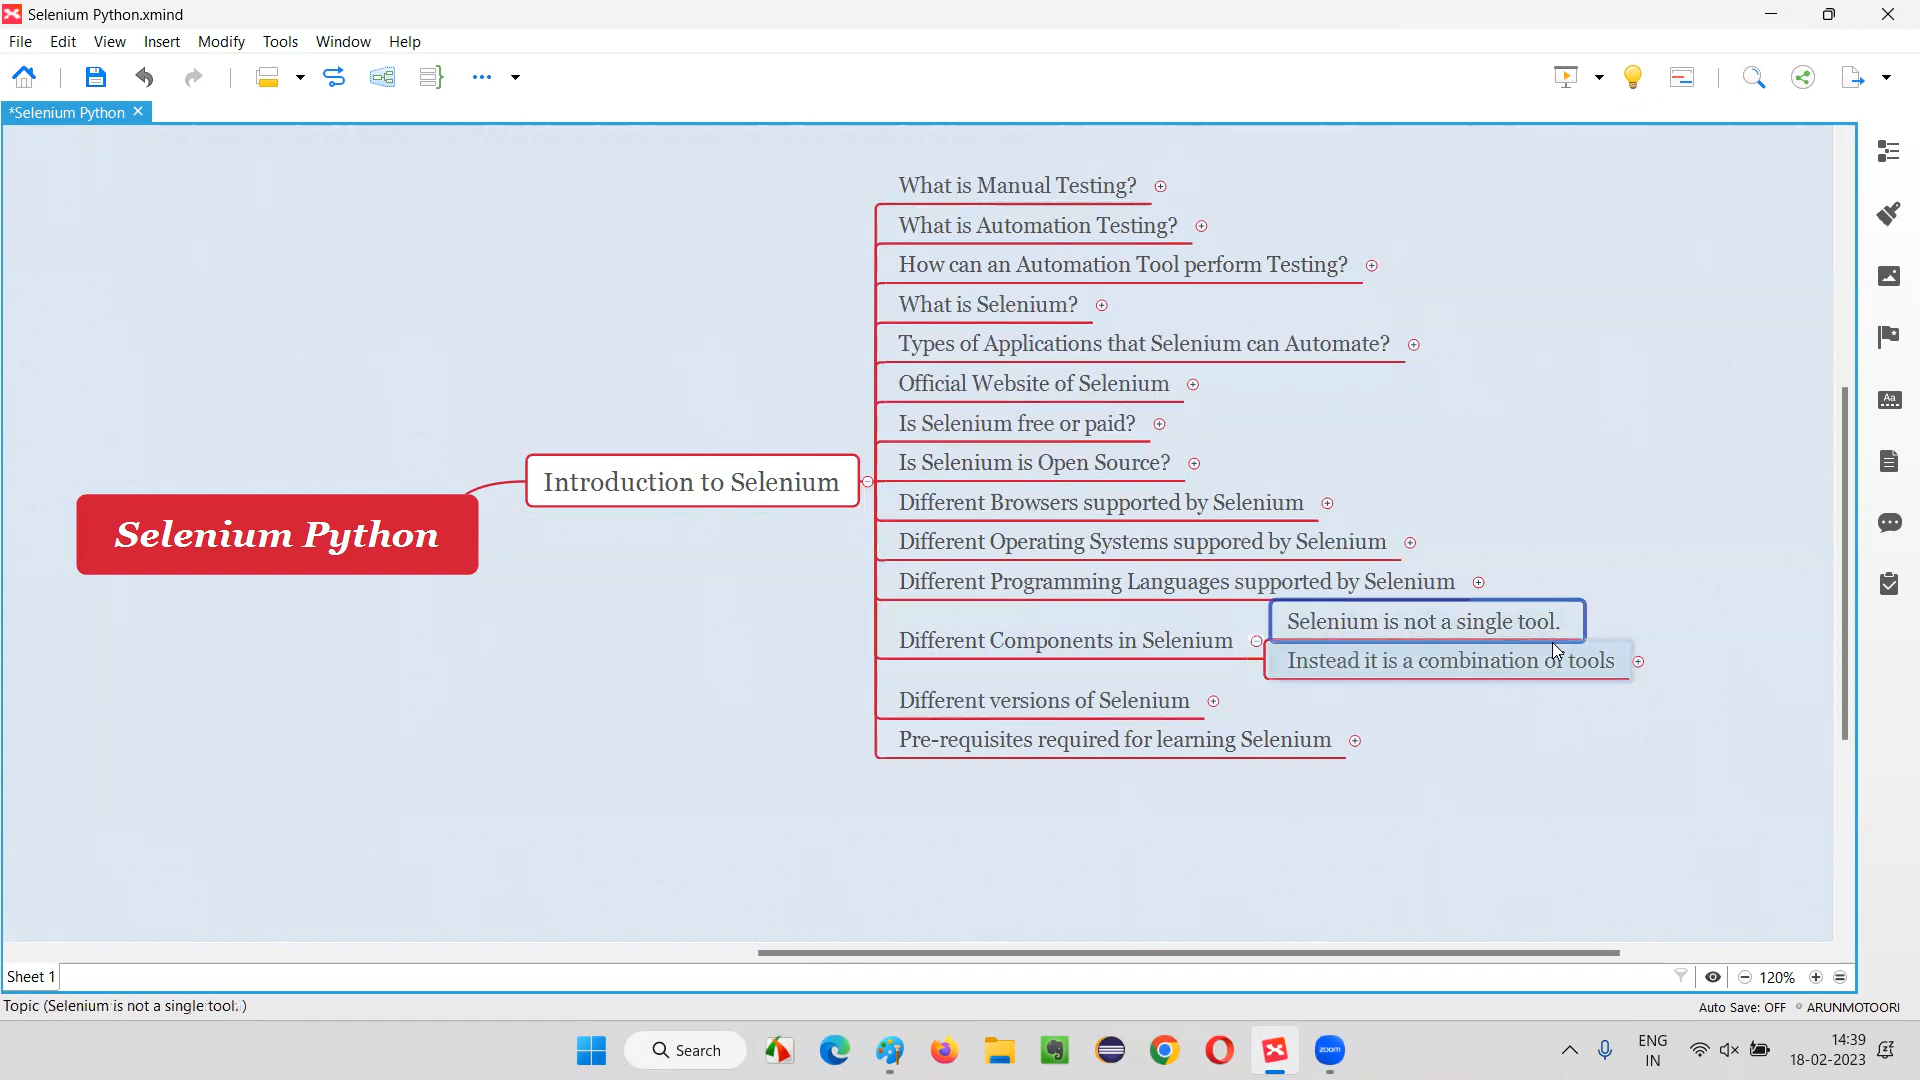 Selenium Python.xmind
File Edit View Insert Modify Tools Window Help
*Selenium Python
What is Manual Testing?
What is Automation Testing?
How can an Automation Tool perform Testing?
What is Selenium?
Types of Applications that Selenium can Automate?
Official Website of Selenium
Is Selenium free or paid?
Introduction to Selenium
Is Selenium is Open Source?
Different Browsers supported by Selenium
Selenium Python
Different Operating Systems suppored by Selenium
Different Programming Languages supported by Selenium
Selenium is not a single tool.
Different Components in Selenium
Instead it is a combination of tools
Different versions of Selenium
Pre-requisites required for learning Selenium
Sheet 1
120%
Topic (Selenium is not a single tool.)
Auto Save: OFF
ARUNMOTOORI
Search
zoom
ENG
IN
14:39
18-02-2023